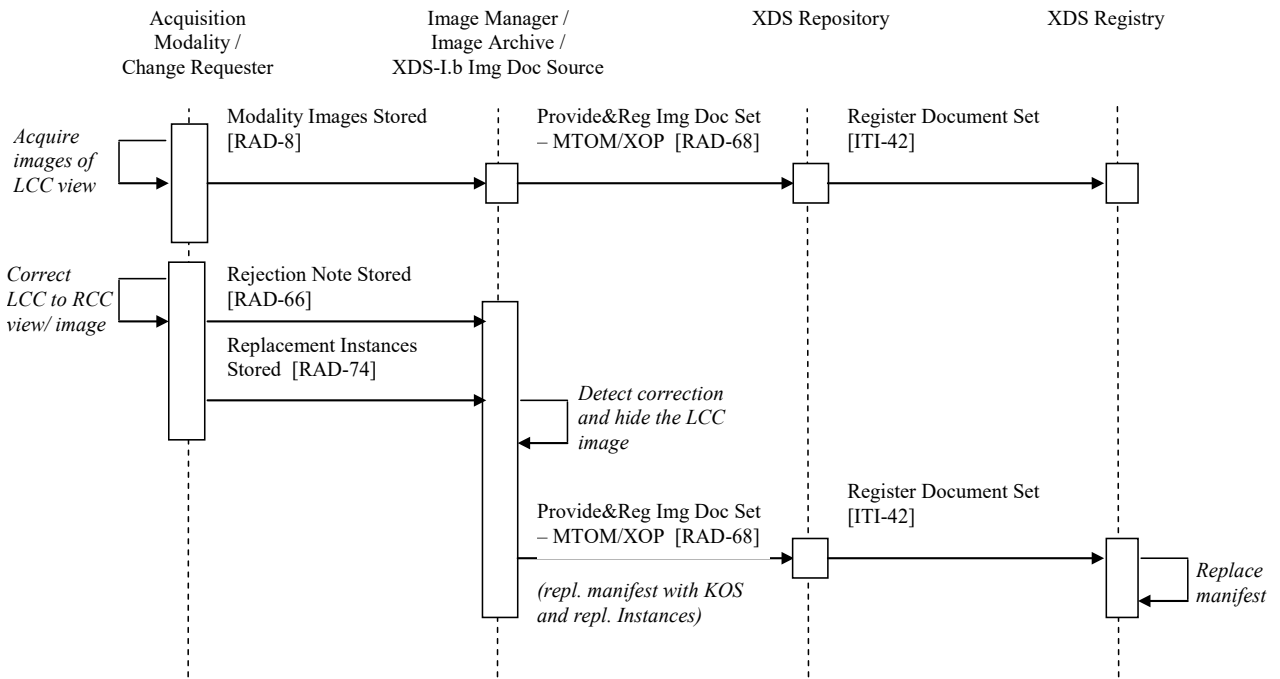 Acquisition
Modality /
Change Requester
Image Manager /
Image Archive /
XDS-I.b Img Doc Source
XDS Repository
XDS Registry
Acquire
images of
LCC view
Modality Images Stored
[RAD-8]
Provide&Reg Img Doc Set
– MTOM/XOP [RAD-68]
Register Document Set
[ITI-42]
Correct
LCC to RCC
view/ image
Rejection Note Stored
[RAD-66]
Replacement Instances
Stored [RAD-74]
Detect correction
and hide the LCC
image
Provide&Reg Img Doc Set
– MTOM/XOP [RAD-68]
Register Document Set
[ITI-42]
(repl. manifest with KOS
and repl. Instances)
Replace
manifest